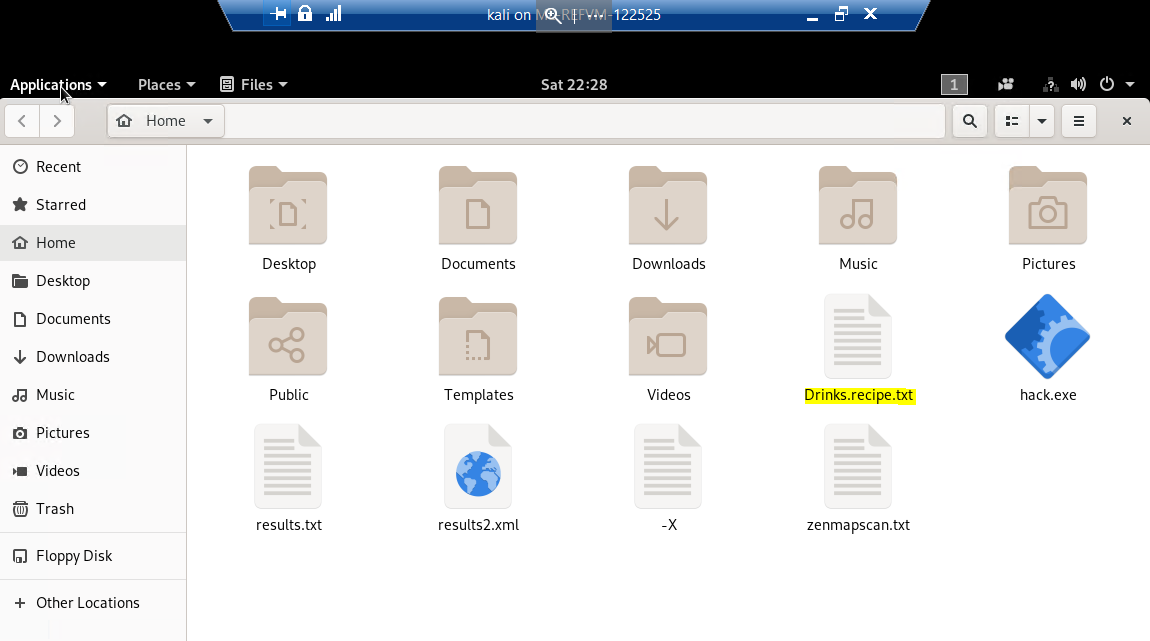 kali on M
REFVM-122525
Applications
Places
Files
Sat 22:28
1
Home
Recent
Starred
Home
Desktop
Documents
Downloads
Music
Pictures
Videos
Trash
Floppy Disk
+ Other Locations
Desktop
Documents
Downloads
Music
Pictures
Public
Templates
Videos
Drinks.recipe.txt
hack.exe
results.txt
results2.xml
-X
zenmapscan.txt